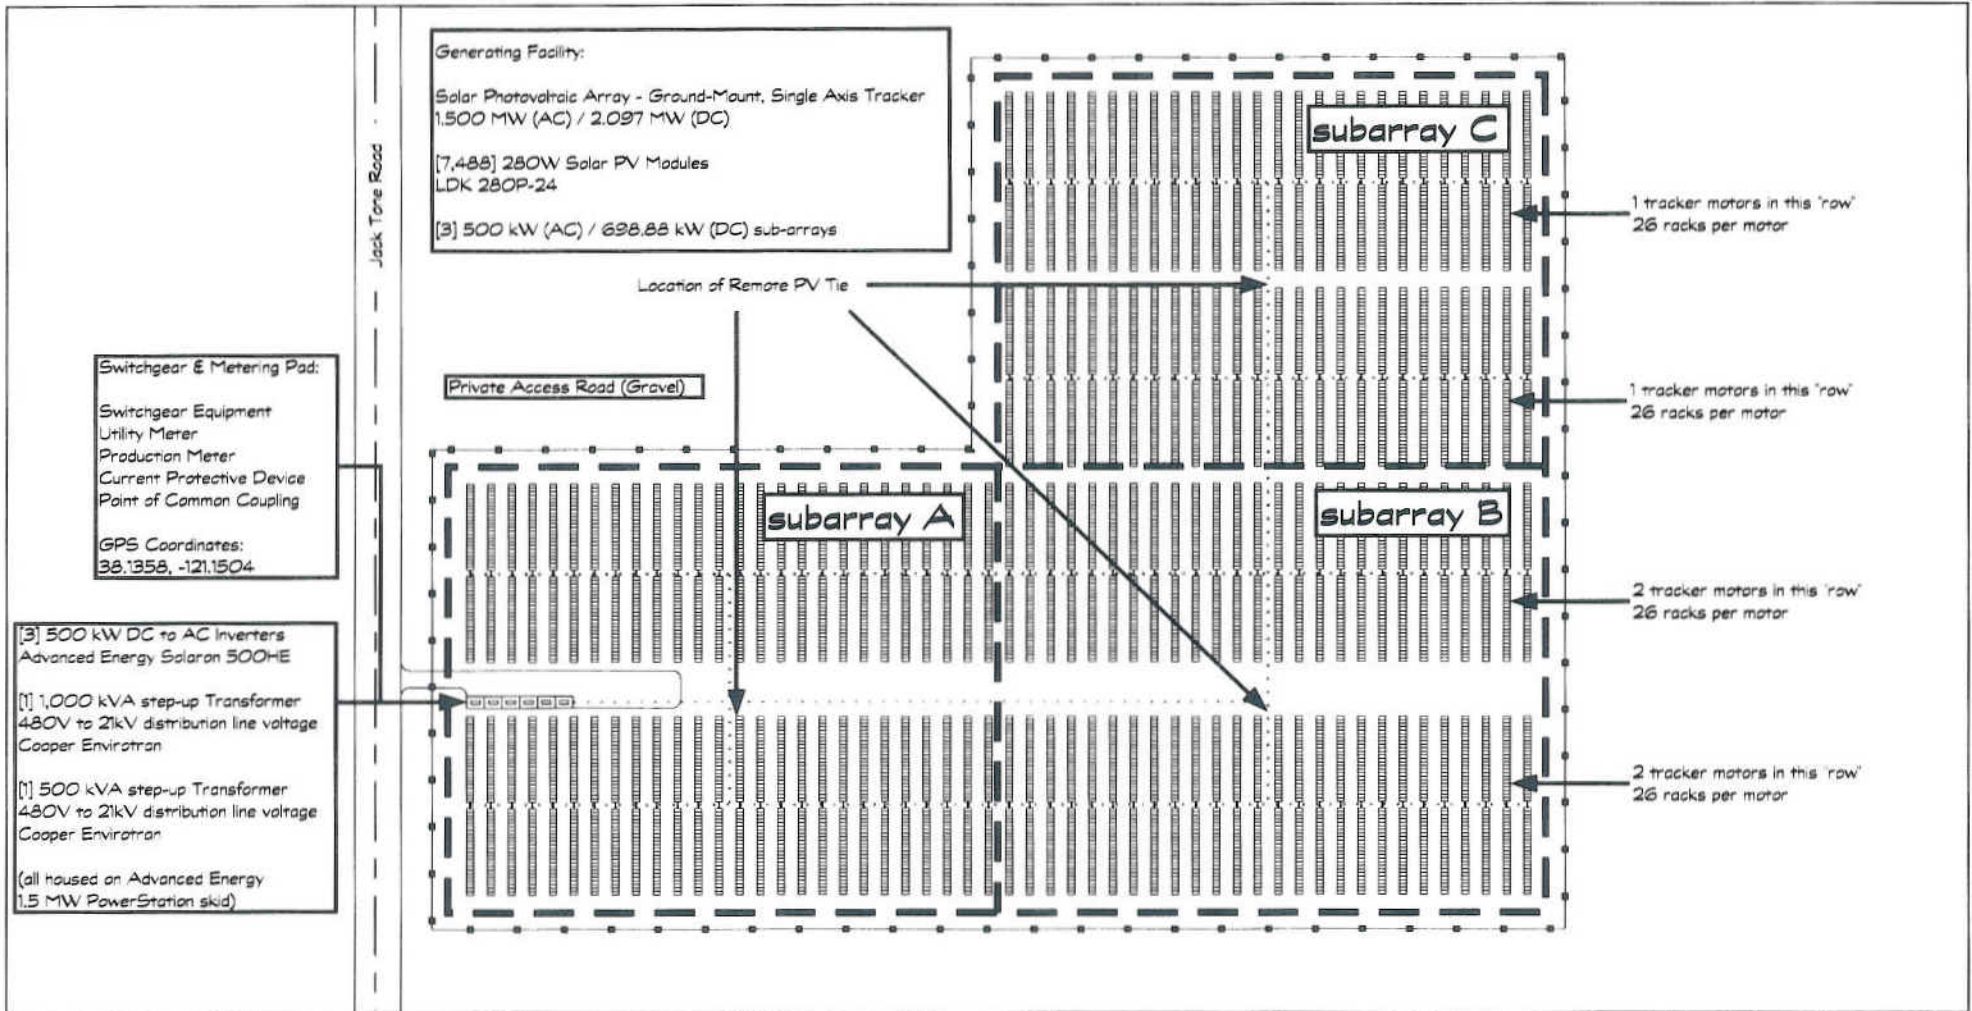 Generating Facility:
Solar Photovoltaic Array - Ground-Mount, Single Axis Tracker
1.500 MW (AC) / 2.097 MW (DC)
[7,488] 280W Solar PV Modules
LDK 280P-24
[3] 500 kW (AC) / 698.88 kW (DC) sub-arrays
Jack Tone Road
subarray C
1 tracker motors in this "row"
26 racks per motor
Location of Remote PV Tie
Switchgear & Metering Pad:
Switchgear Equipment
Utility Meter
Production Meter
Current Protective Device
Point of Common Coupling
GPS Coordinates:
38.1358, -121.1504
Private Access Road (Gravel)
1 tracker motors in this "row"
26 racks per motor
subarray A
subarray B
2 tracker motors in this "row"
26 racks per motor
[3] 500 kW DC to AC Inverters
Advanced Energy Solaron 500HE
[1] 1,000 kVA step-up Transformer
480V to 21kV distribution line voltage
Cooper Envirotran
[1] 500 kVA step-up Transformer
480V to 21kV distribution line voltage
Cooper Envirotran
(all housed on Advanced Energy
1.5 MW PowerStation skid)
2 tracker motors in this "row"
26 racks per motor